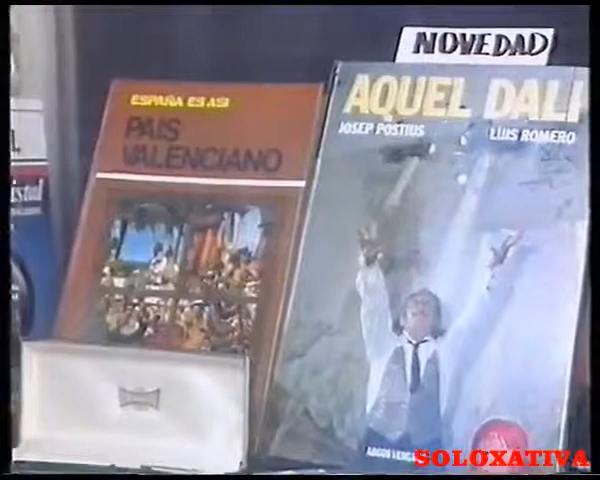 NOVEDAD
ESPAÑA ES ASI
PAIS
VALENCIANO
AQUEL DALI
JOSEP POSTIUS
LUIS ROMERO
SOLOXATIVA